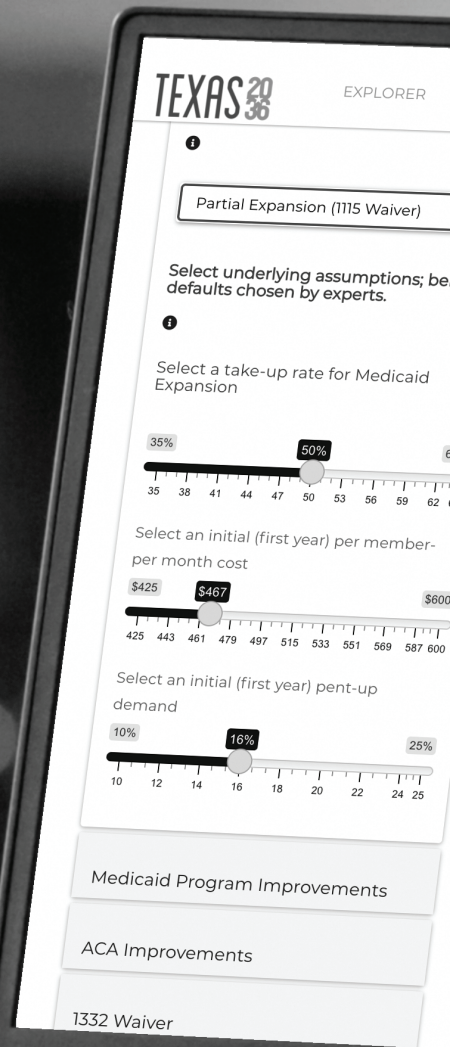 TEXAS 2036
EXPLORER
Partial Expansion (1115 Waiver)
Select underlying assumptions; be
defaults chosen by experts.
Select a take-up rate for Medicaid
Expansion
35% 50% 6
35 38 41 44 47 50 53 56 59 62 6
Select an initial (first year) per member-
per month cost
$425 $467 $600
425 443 461 479 497 515 533 551 569 587 600
Select an initial (first year) pent-up
demand
10% 16% 25%
10 12 14 16 18 20 22 24 25
Medicaid Program Improvements
ACA Improvements
1332 Waiver